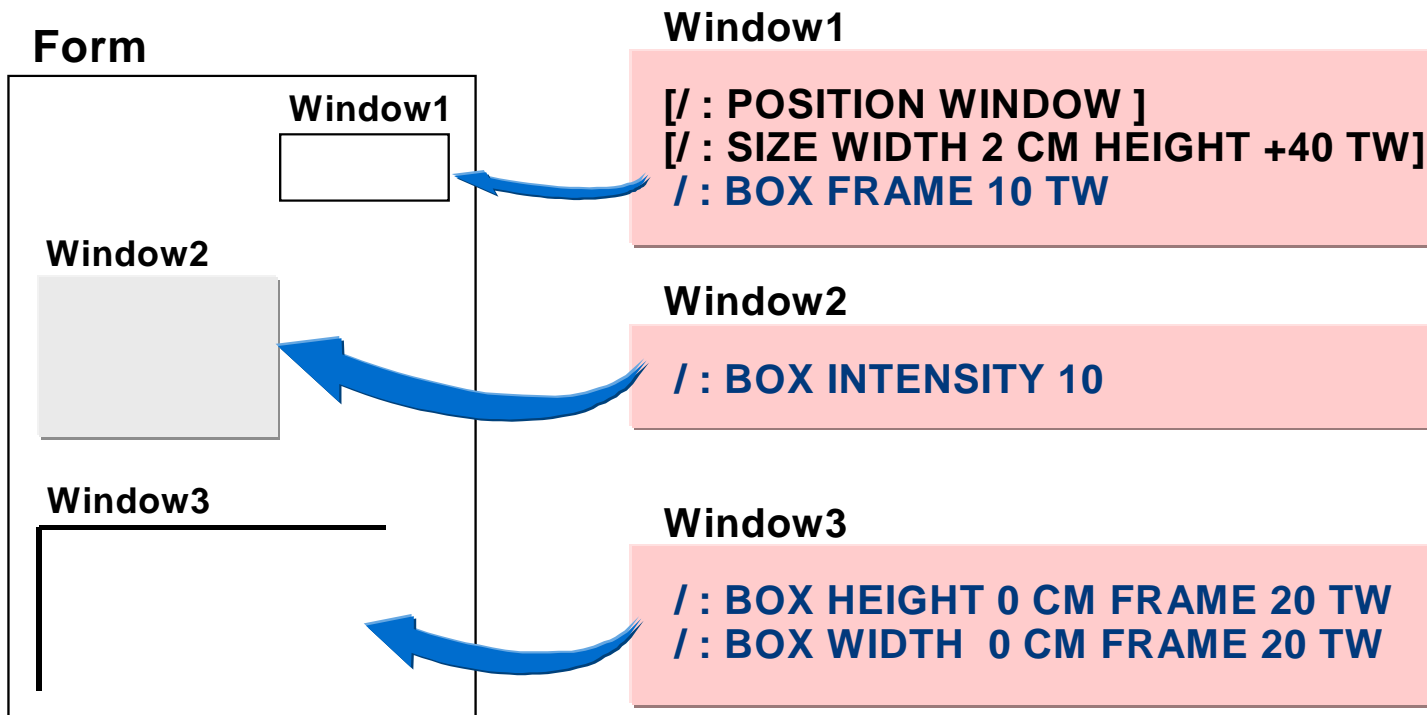 Form
Window1
Window2
Window3
Window1
[/ : POSITION WINDOW ]
[/ : SIZE WIDTH 2 CM HEIGHT +40 TW]
/ : BOX FRAME 10 TW
Window2
/ : BOX INTENSITY 10
Window3
/ : BOX HEIGHT 0 CM FRAME 20 TW
/ : BOX WIDTH  0 CM FRAME 20 TW